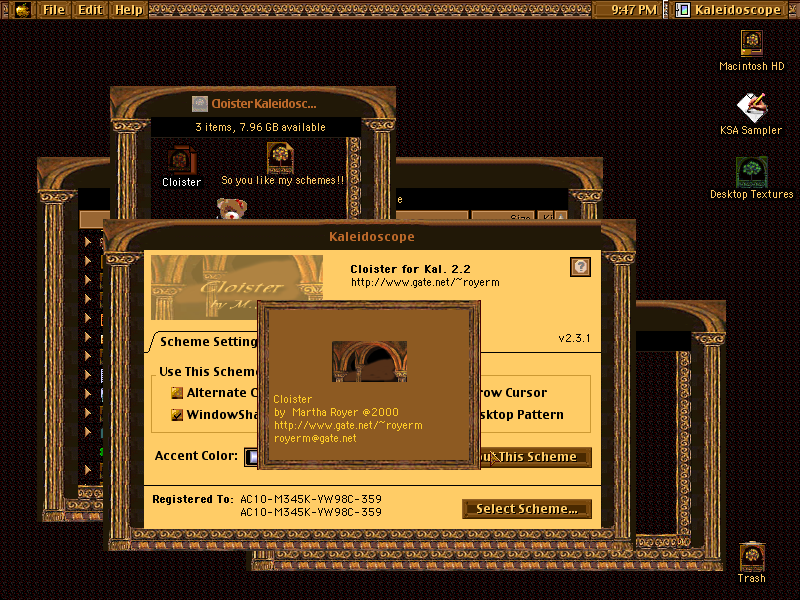 File Edit Help
9:47 PM
Kaleidoscope
Macintosh HD
KSA Sampler
Desktop Textures
Trash
Cloister Kaleidosc...
3 items, 7.96 GB available
Cloister
So you like my schemes!!
Size
Kaleidoscope
Cloister
by M...
Cloister for Kal. 2.2
http://www.gate.net/~royerm
v2.3.1
Scheme Setting
Use This Scheme
Alternate C
row Cursor
WindowSha
sktop Pattern
Accent Color:
ut This Scheme
Cloister
by Martha Royer @2000
http://www.gate.net/~royerm
royerm@gate.net
Registered To: AC10-M345K-YW98C-359
AC10-M345K-YW98C-359
Select Scheme...